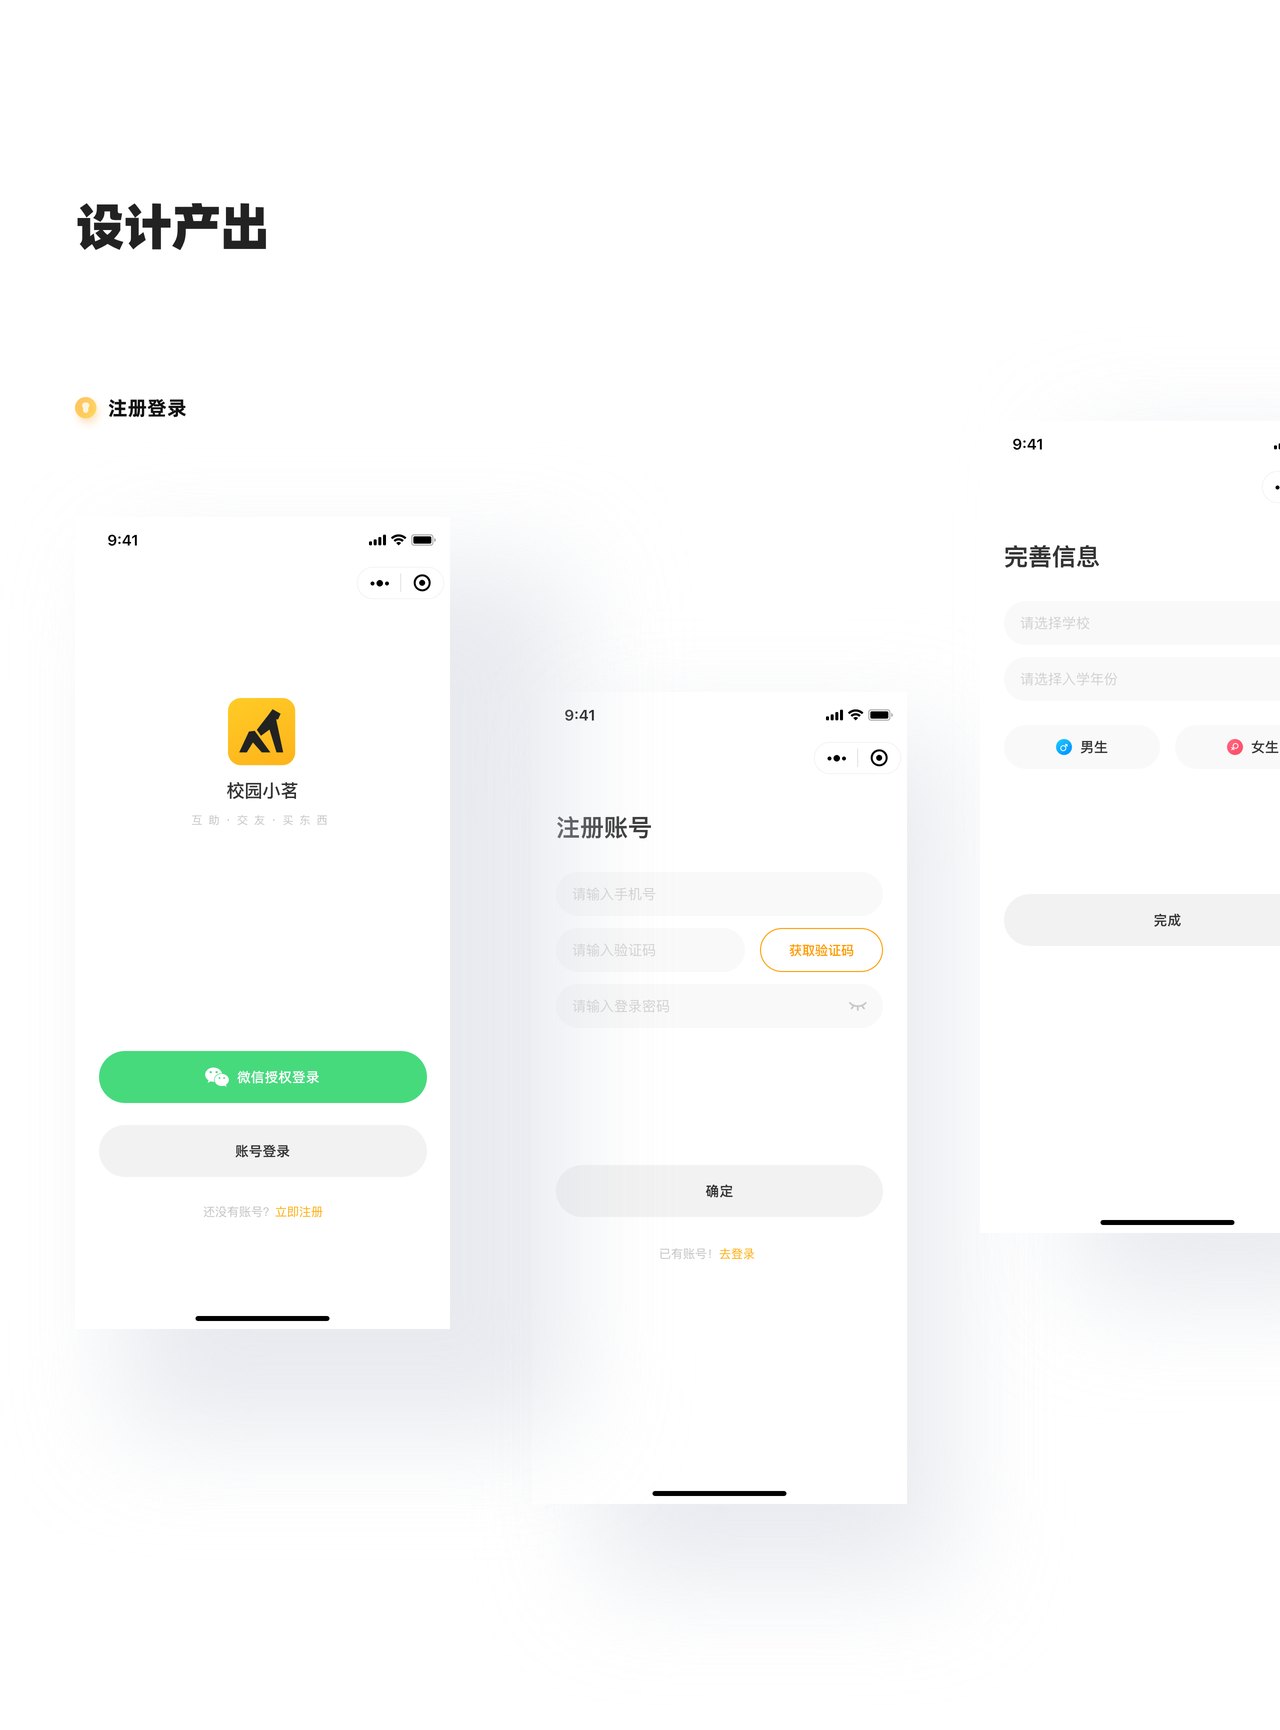 设计产出
注册登录
9:41
校园小茗
互助·交友·买东西
微信授权登录
账号登录
还没有账号？立即注册
9:41
注册账号
请输入手机号
请输入验证码
获取验证码
请输入登录密码
确定
已有账号！去登录
9:41
完善信息
请选择学校
请选择入学年份
男生
女生
完成